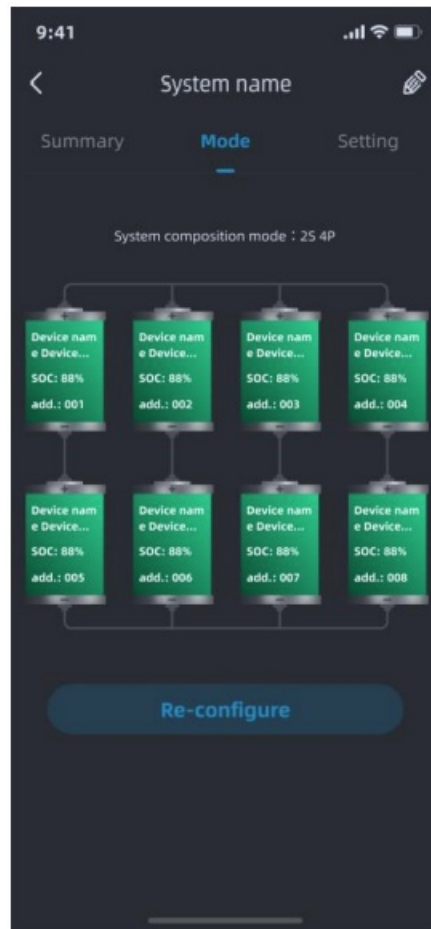 9:41
System name
Summary Mode Setting
System composition mode：2S 4P
Device nam Device nam Device nam Device nam
e Device... e Device... e Device... e Device...
SOC: 88% SOC: 88% SOC: 88% SOC: 88%
add.: 001 add.: 002 add.: 003 add.: 004
Device nam Device nam Device nam Device nam
e Device... e Device... e Device... e Device...
SOC: 88% SOC: 88% SOC: 88% SOC: 88%
add.: 005 add.: 006 add.: 007 add.: 008
Re-configure